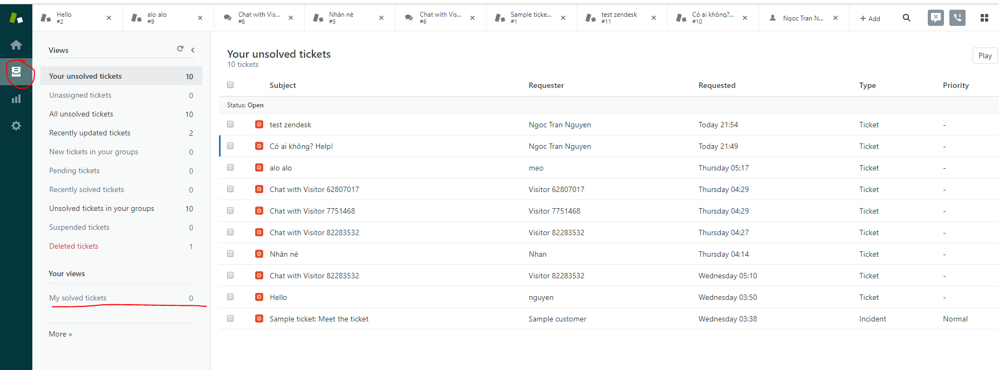 Hello
#2
alo alo
#9
Chat with Vis...
#8
Nhân nè
#5
Chat with Vis...
#6
Sample ticke...
#1
test zendesk
#11
Có ai không?...
#10
Ngoc Tran N...
+ Add
Views
Your unsolved tickets 10
Unassigned tickets 0
All unsolved tickets 10
Recently updated tickets 2
New tickets in your groups 0
Pending tickets 0
Recently solved tickets 0
Unsolved tickets in your groups 10
Suspended tickets 0
Deleted tickets 1
Your views
My solved tickets 0
More »
Your unsolved tickets
10 tickets
Play
Subject Requester Requested Type Priority
Status: Open
O test zendesk Ngoc Tran Nguyen Today 21:54 Ticket -
O Có ai không? Help! Ngoc Tran Nguyen Today 21:49 Ticket -
O alo alo meo Thursday 05:17 Ticket -
O Chat with Visitor 62807017 Visitor 62807017 Thursday 04:29 Ticket -
O Chat with Visitor 7751468 Visitor 7751468 Thursday 04:29 Ticket -
O Chat with Visitor 82283532 Visitor 82283532 Thursday 04:27 Ticket -
O Nhân nè Nhan Thursday 04:14 Ticket -
O Chat with Visitor 82283532 Visitor 82283532 Wednesday 05:10 Ticket -
O Hello nguyen Wednesday 03:50 Ticket -
O Sample ticket: Meet the ticket Sample customer Wednesday 03:38 Incident Normal